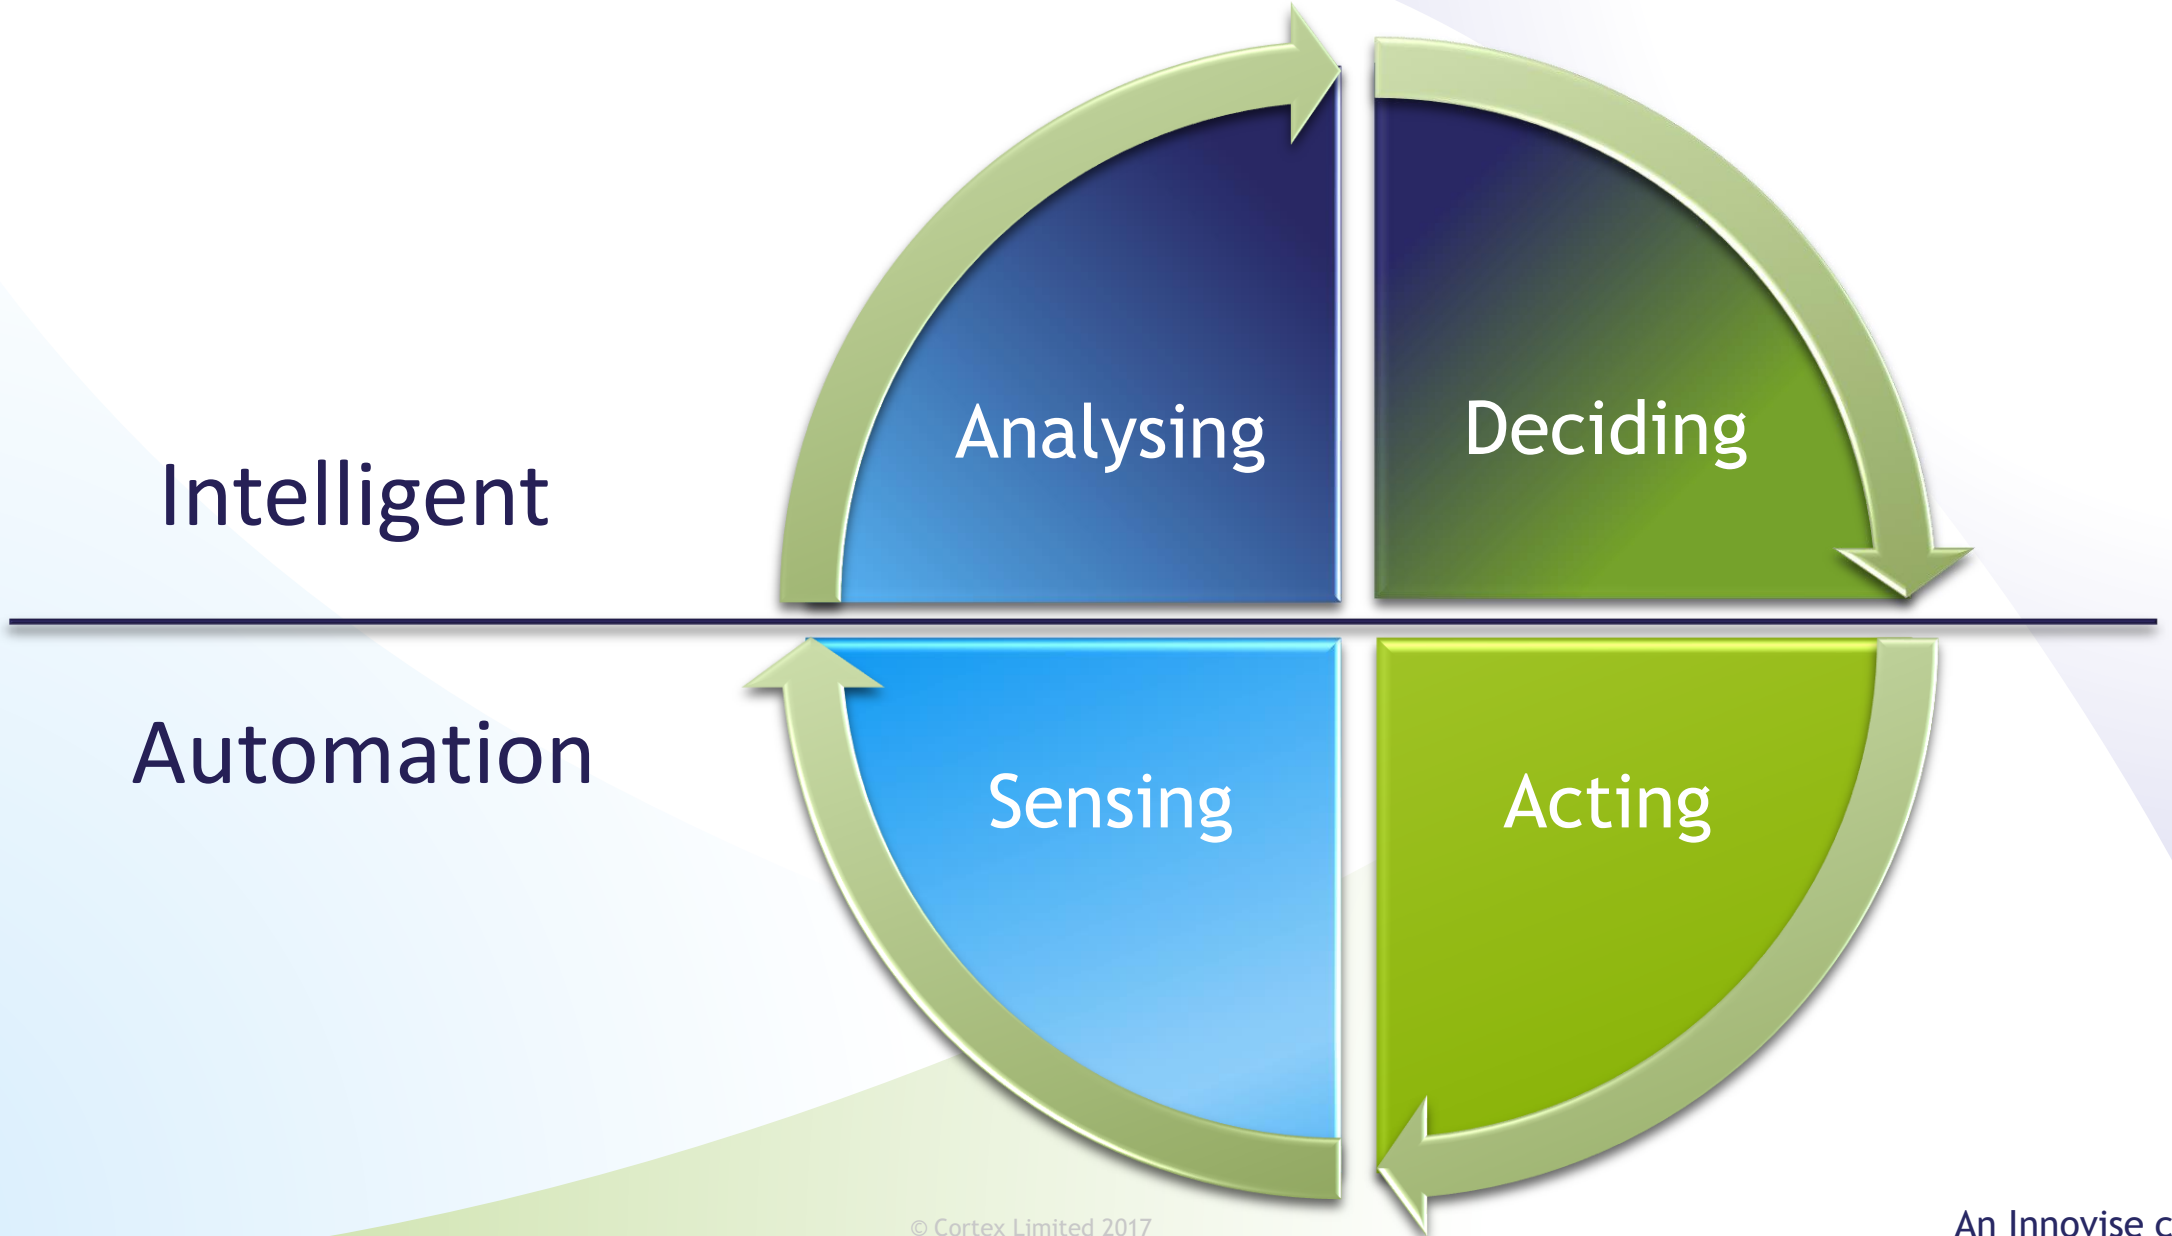 Analysing
Deciding
Intelligent
Automation
Sensing
Acting
© Cortex Limited 2017
An Innovise